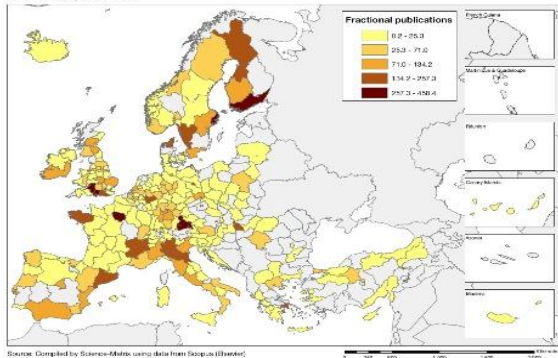 Fractional publications
0.2 - 25.3
25.3 - 71.0
71.0 - 134.2
134.2 - 257.3
257.3 - 458.4
French Guiana
Martinique & Guadeloupe
Réunion
Canary Islands
Azores
Madeira
Source: Compiled by Science-Metrix using data from Scopus (Elsevier)